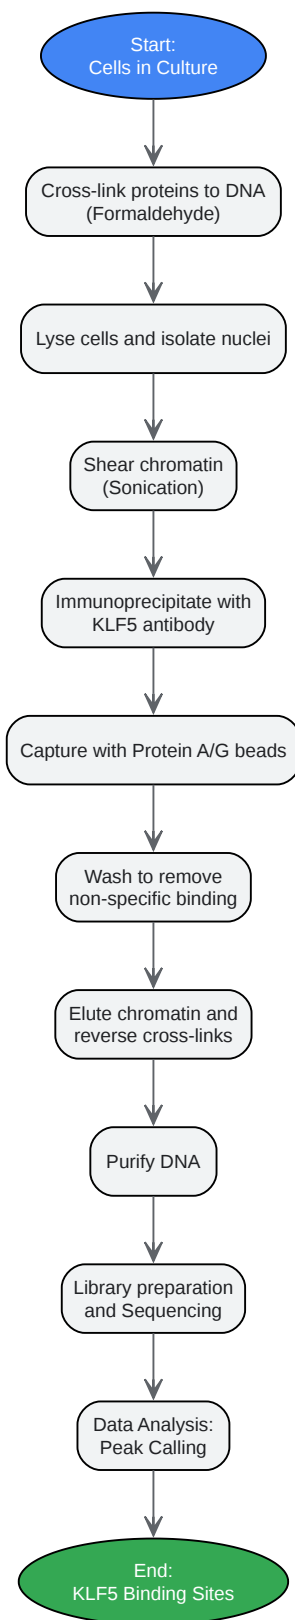 Start:
Cells in Culture
Cross-link proteins to DNA
(Formaldehyde)
Lyse cells and isolate nuclei
Shear chromatin
(Sonication)
Immunoprecipitate with
KLF5 antibody
Capture with Protein A/G beads
Wash to remove
non-specific binding
Elute chromatin and
reverse cross-links
Purify DNA
Library preparation
and Sequencing
Data Analysis:
Peak Calling
End:
KLF5 Binding Sites